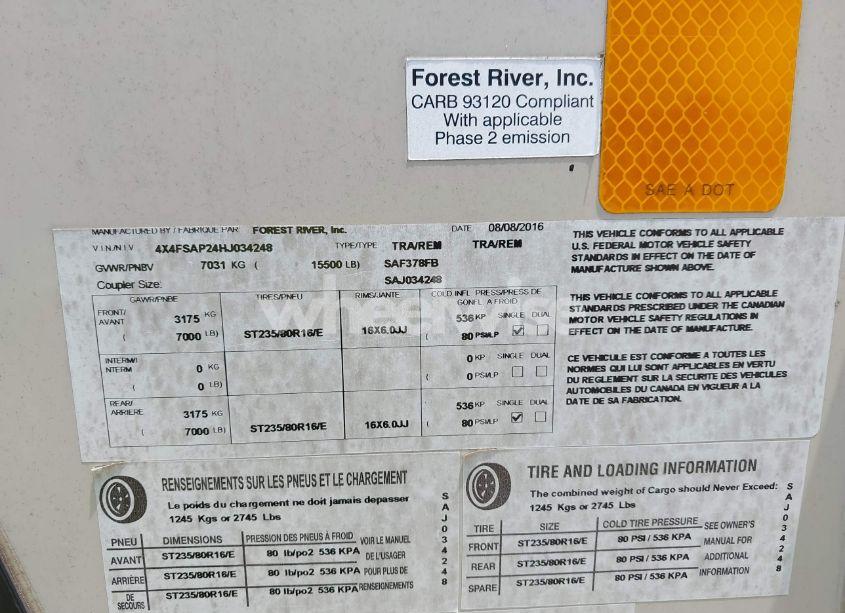 Forest River, Inc.
CARB 93120 Compliant
With applicable
Phase 2 emission
SAE A DOT
MANUFACTURED BY / FABRIQUE PAR FOREST RIVER, Inc. DATE 08/08/2016
V I N/N I V 4X4FSAP24HJ034248 TYPE/TYPE TRA/REM TRA/REM
GVWR/PNBV 7031 KG ( 15500 LB) SAF378FB
Coupler Size: SAJ034248
GAWR/PNBE TIRES/PNEU RIMS/JANTE COLD INFL PRESS/PRESS DE
GONFL A FROID
FRONT/
AVANT 3175 KG 536 KP SINGLE DUAL
( 7000 LB) ST235/80R16/E 16X6.0JJ ( 80 PSI/LP
INTERM/
NTERM 0 KG 0 KP SINGLE DUAL
( 0 LB) ( 0 PSI/LP
REAR/
ARRIERE 3175 KG 536 KP SINGLE DUAL
( 7000 LB) ST235/80R16/E 16X6.0JJ ( 80 PSI/LP
THIS VEHICLE CONFORMS TO ALL APPLICABLE
U.S. FEDERAL MOTOR VEHICLE SAFETY
STANDARDS IN EFFECT ON THE DATE OF
MANUFACTURE SHOWN ABOVE.
THIS VEHICLE CONFORMS TO ALL APPLICABLE
STANDARDS PRESCRIBED UNDER THE CANADIAN
MOTOR VEHICLE SAFETY REGULATIONS IN
EFFECT ON THE DATE OF MANUFACTURE.
CE VEHICULE EST CONFORME A TOUTES LES
NORMES QUI LUI SONT APPLICABLES EN VERTU
DU REGLEMENT SUR LA SECURITE DES VEHICULES
AUTOMOBILES DU CANADA EN VIGUEUR A LA
DATE DE SA FABRICATION.
RENSEIGNEMENTS SUR LES PNEUS ET LE CHARGEMENT
Le poids du chargement ne doit jamais depasser
1245 Kgs or 2745 Lbs
PNEU DIMENSIONS PRESSION DES PNEUS À FROID VOIR LE MANUEL
AVANT ST235/80R16/E 80 lb/po2 536 KPA DE L'USAGER
ARRIÈRE ST235/80R16/E 80 lb/po2 536 KPA POUR PLUS DE
DE
SECOURS ST235/80R16/E 80 lb/po2 536 KPA RENSEIGNEMENTS
SAJ034248
TIRE AND LOADING INFORMATION
The combined weight of Cargo should Never Exceed:
1245 Kgs or 2745 Lbs
TIRE SIZE COLD TIRE PRESSURE SEE OWNER'S
FRONT ST235/80R16/E 80 PSI / 536 KPA MANUAL FOR
REAR ST235/80R16/E 80 PSI / 536 KPA ADDITIONAL
SPARE ST235/80R16/E 80 PSI / 536 KPA INFORMATION
SAJ034248